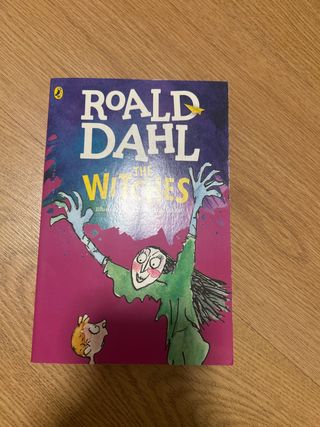 ROALD
DAHL
THE
WITCHES